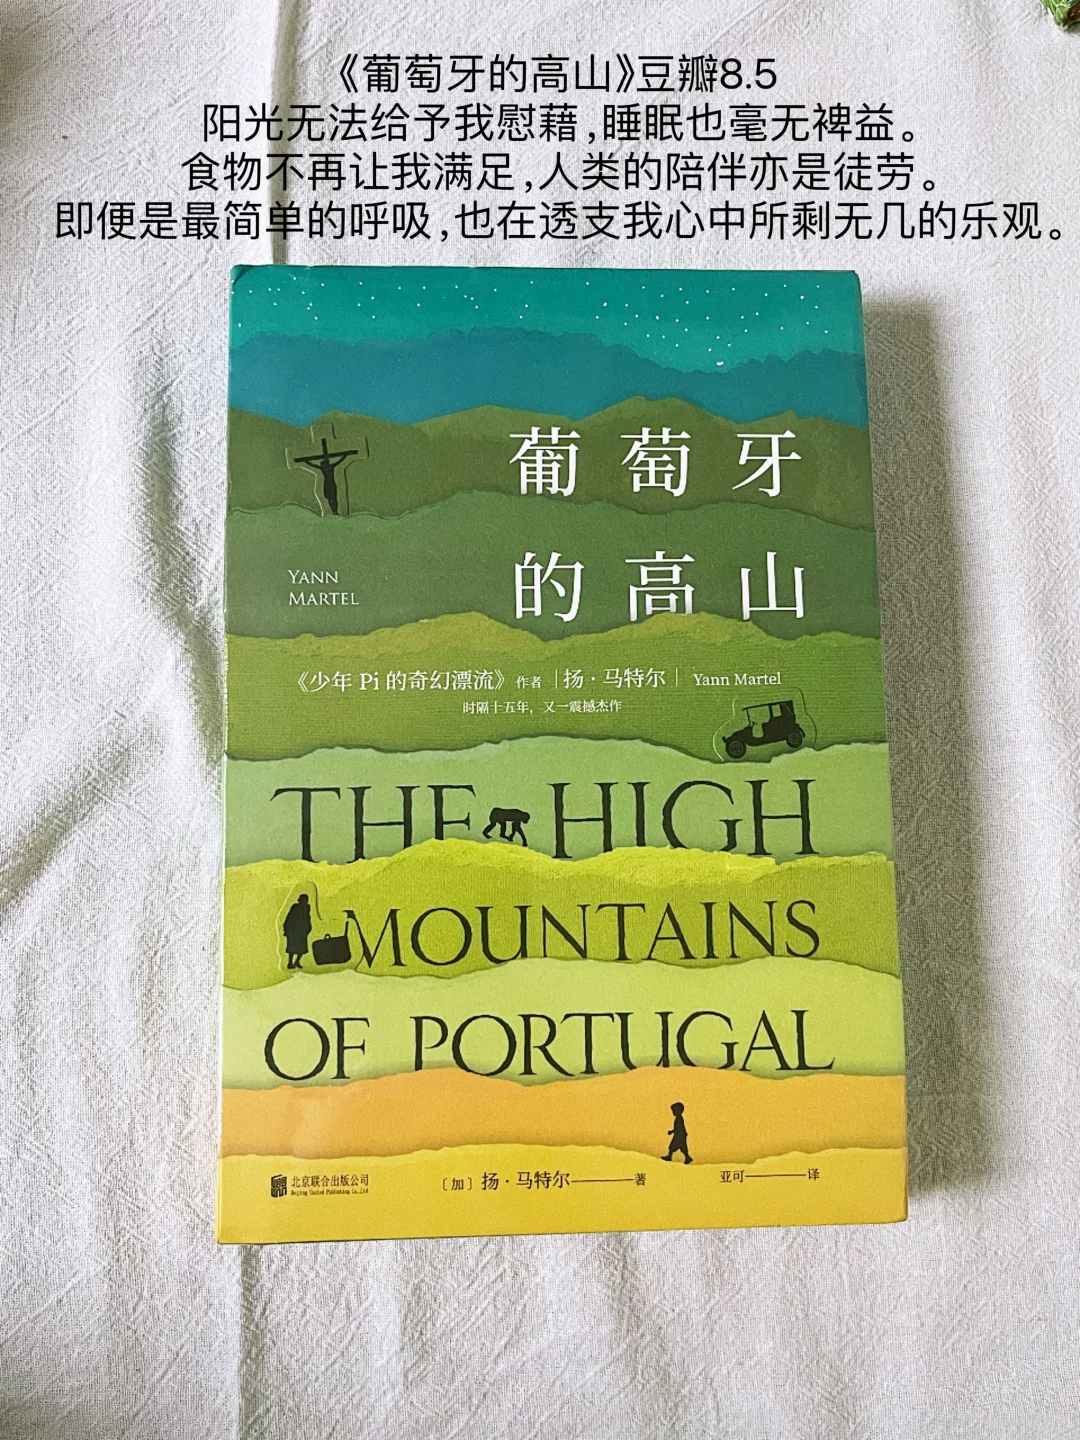 《葡萄牙的高山》豆瓣8.5
阳光无法给予我慰藉,睡眠也毫无裨益。
食物不再让我满足,人类的陪伴亦是徒劳。
即便是最简单的呼吸,也在透支我心中所剩无几的乐观。
葡萄牙
的高山
YANN
MARTEL
《少年 Pi 的奇幻漂流》作者 | 扬·马特尔 | Yann Martel
时隔十五年，又一震撼杰作
THE HIGH
MOUNTAINS
OF PORTUGAL
北京联合出版公司
Beijing United Publishing Co.,Ltd.
〔加〕扬·马特尔———著
亚可———译